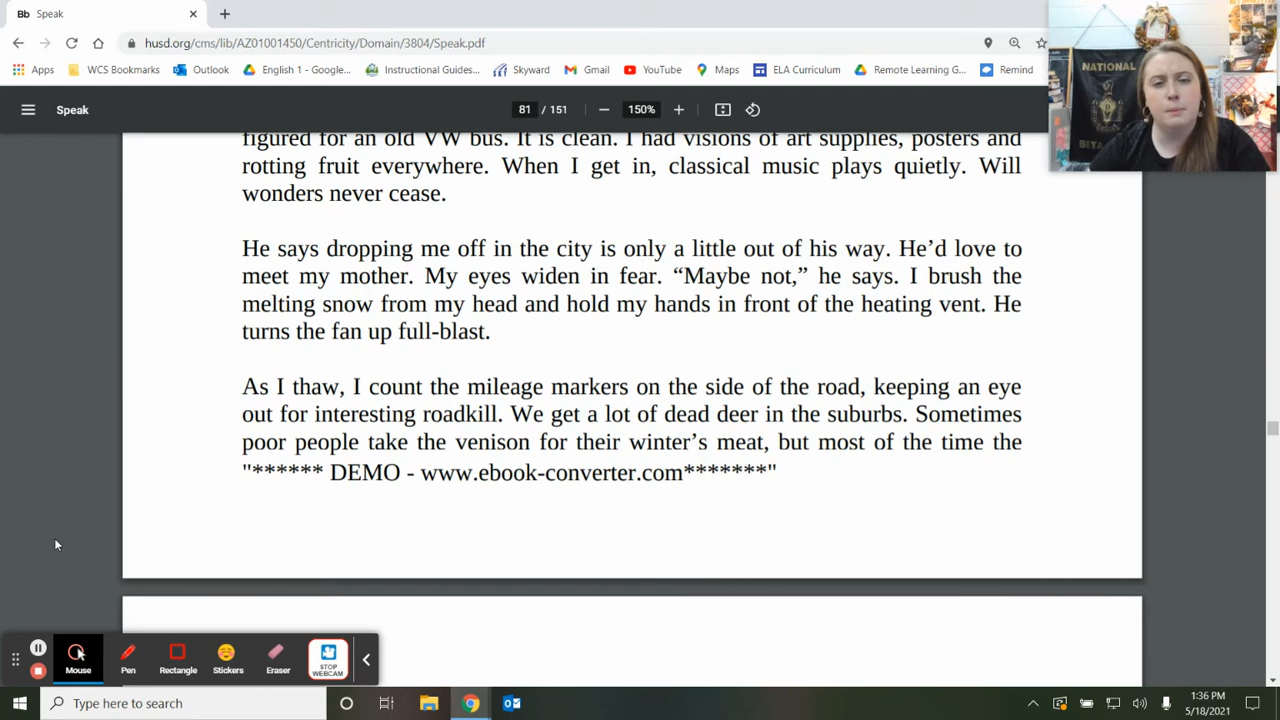 Bb Speak
husd.org/cms/lib/AZ01001450/Centricity/Domain/3804/Speak.pdf
Apps WCS Bookmarks Outlook English 1 - Google... Instructional Guides... Skyward Gmail YouTube Maps ELA Curriculum Remote Learning G... Remind
NATIONAL
BETA
Speak 81 / 151 150%
figured for an old VW bus. It is clean. I had visions of art supplies, posters and
rotting fruit everywhere. When I get in, classical music plays quietly. Will
wonders never cease.
He says dropping me off in the city is only a little out of his way. He’d love to
meet my mother. My eyes widen in fear. “Maybe not,” he says. I brush the
melting snow from my head and hold my hands in front of the heating vent. He
turns the fan up full-blast.
As I thaw, I count the mileage markers on the side of the road, keeping an eye
out for interesting roadkill. We get a lot of dead deer in the suburbs. Sometimes
poor people take the venison for their winter’s meat, but most of the time the
"****** DEMO - www.ebook-converter.com*******"
Mouse Pen Rectangle Stickers Eraser STOP
WEBCAM
Type here to search
1:36 PM
5/18/2021